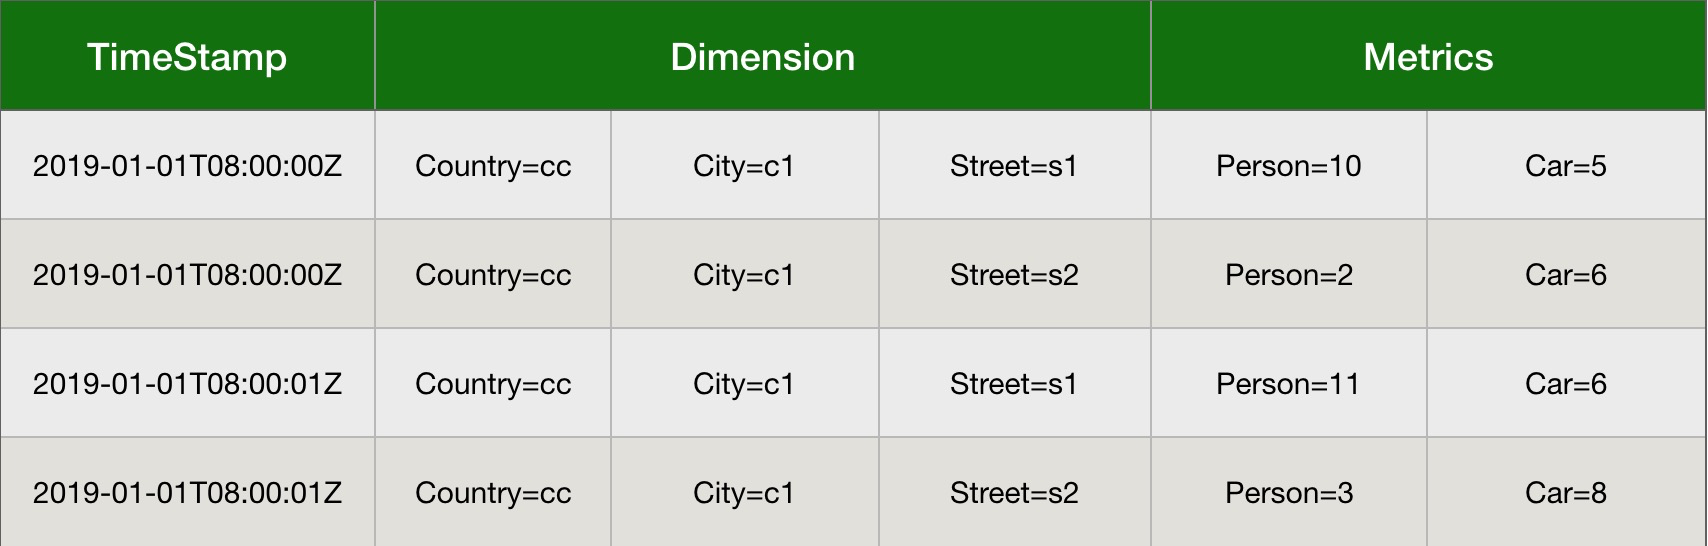 TimeStamp Dimension Metrics
2019-01-01T08:00:00Z Country=cc City=c1 Street=s1 Person=10 Car=5
2019-01-01T08:00:00Z Country=cc City=c1 Street=s2 Person=2 Car=6
2019-01-01T08:00:01Z Country=cc City=c1 Street=s1 Person=11 Car=6
2019-01-01T08:00:01Z Country=cc City=c1 Street=s2 Person=3 Car=8